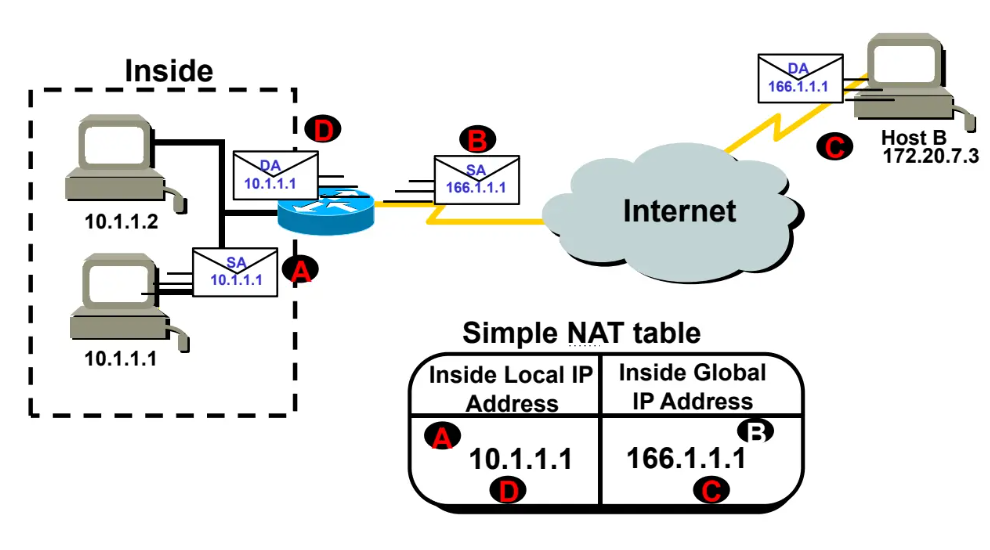 Inside
DA
166.1.1.1
Host B
172.20.7.3
C
D
B
DA
10.1.1.1
SA
166.1.1.1
10.1.1.2
Internet
SA
10.1.1.1
A
10.1.1.1
Simple NAT table
Inside Local IP
Address
Inside Global
IP Address
A
B
10.1.1.1
166.1.1.1
D
C